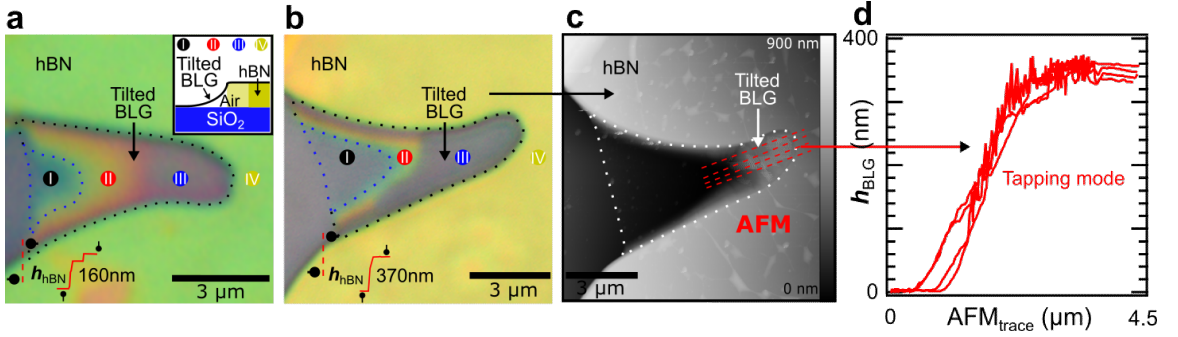 a
I II III IV
Tilted
BLG
hBN
Air
SiO2
hBN
Tilted
BLG
I II III IV
hhBN
160nm
3 µm
b
hBN
Tilted
BLG
I II III IV
hhBN
370nm
3 µm
c
900 nm
hBN
Tilted
BLG
AFM
3 µm
0 nm
d
400
hBLG (nm)
Tapping mode
0
0 AFMtrace (µm) 4.5